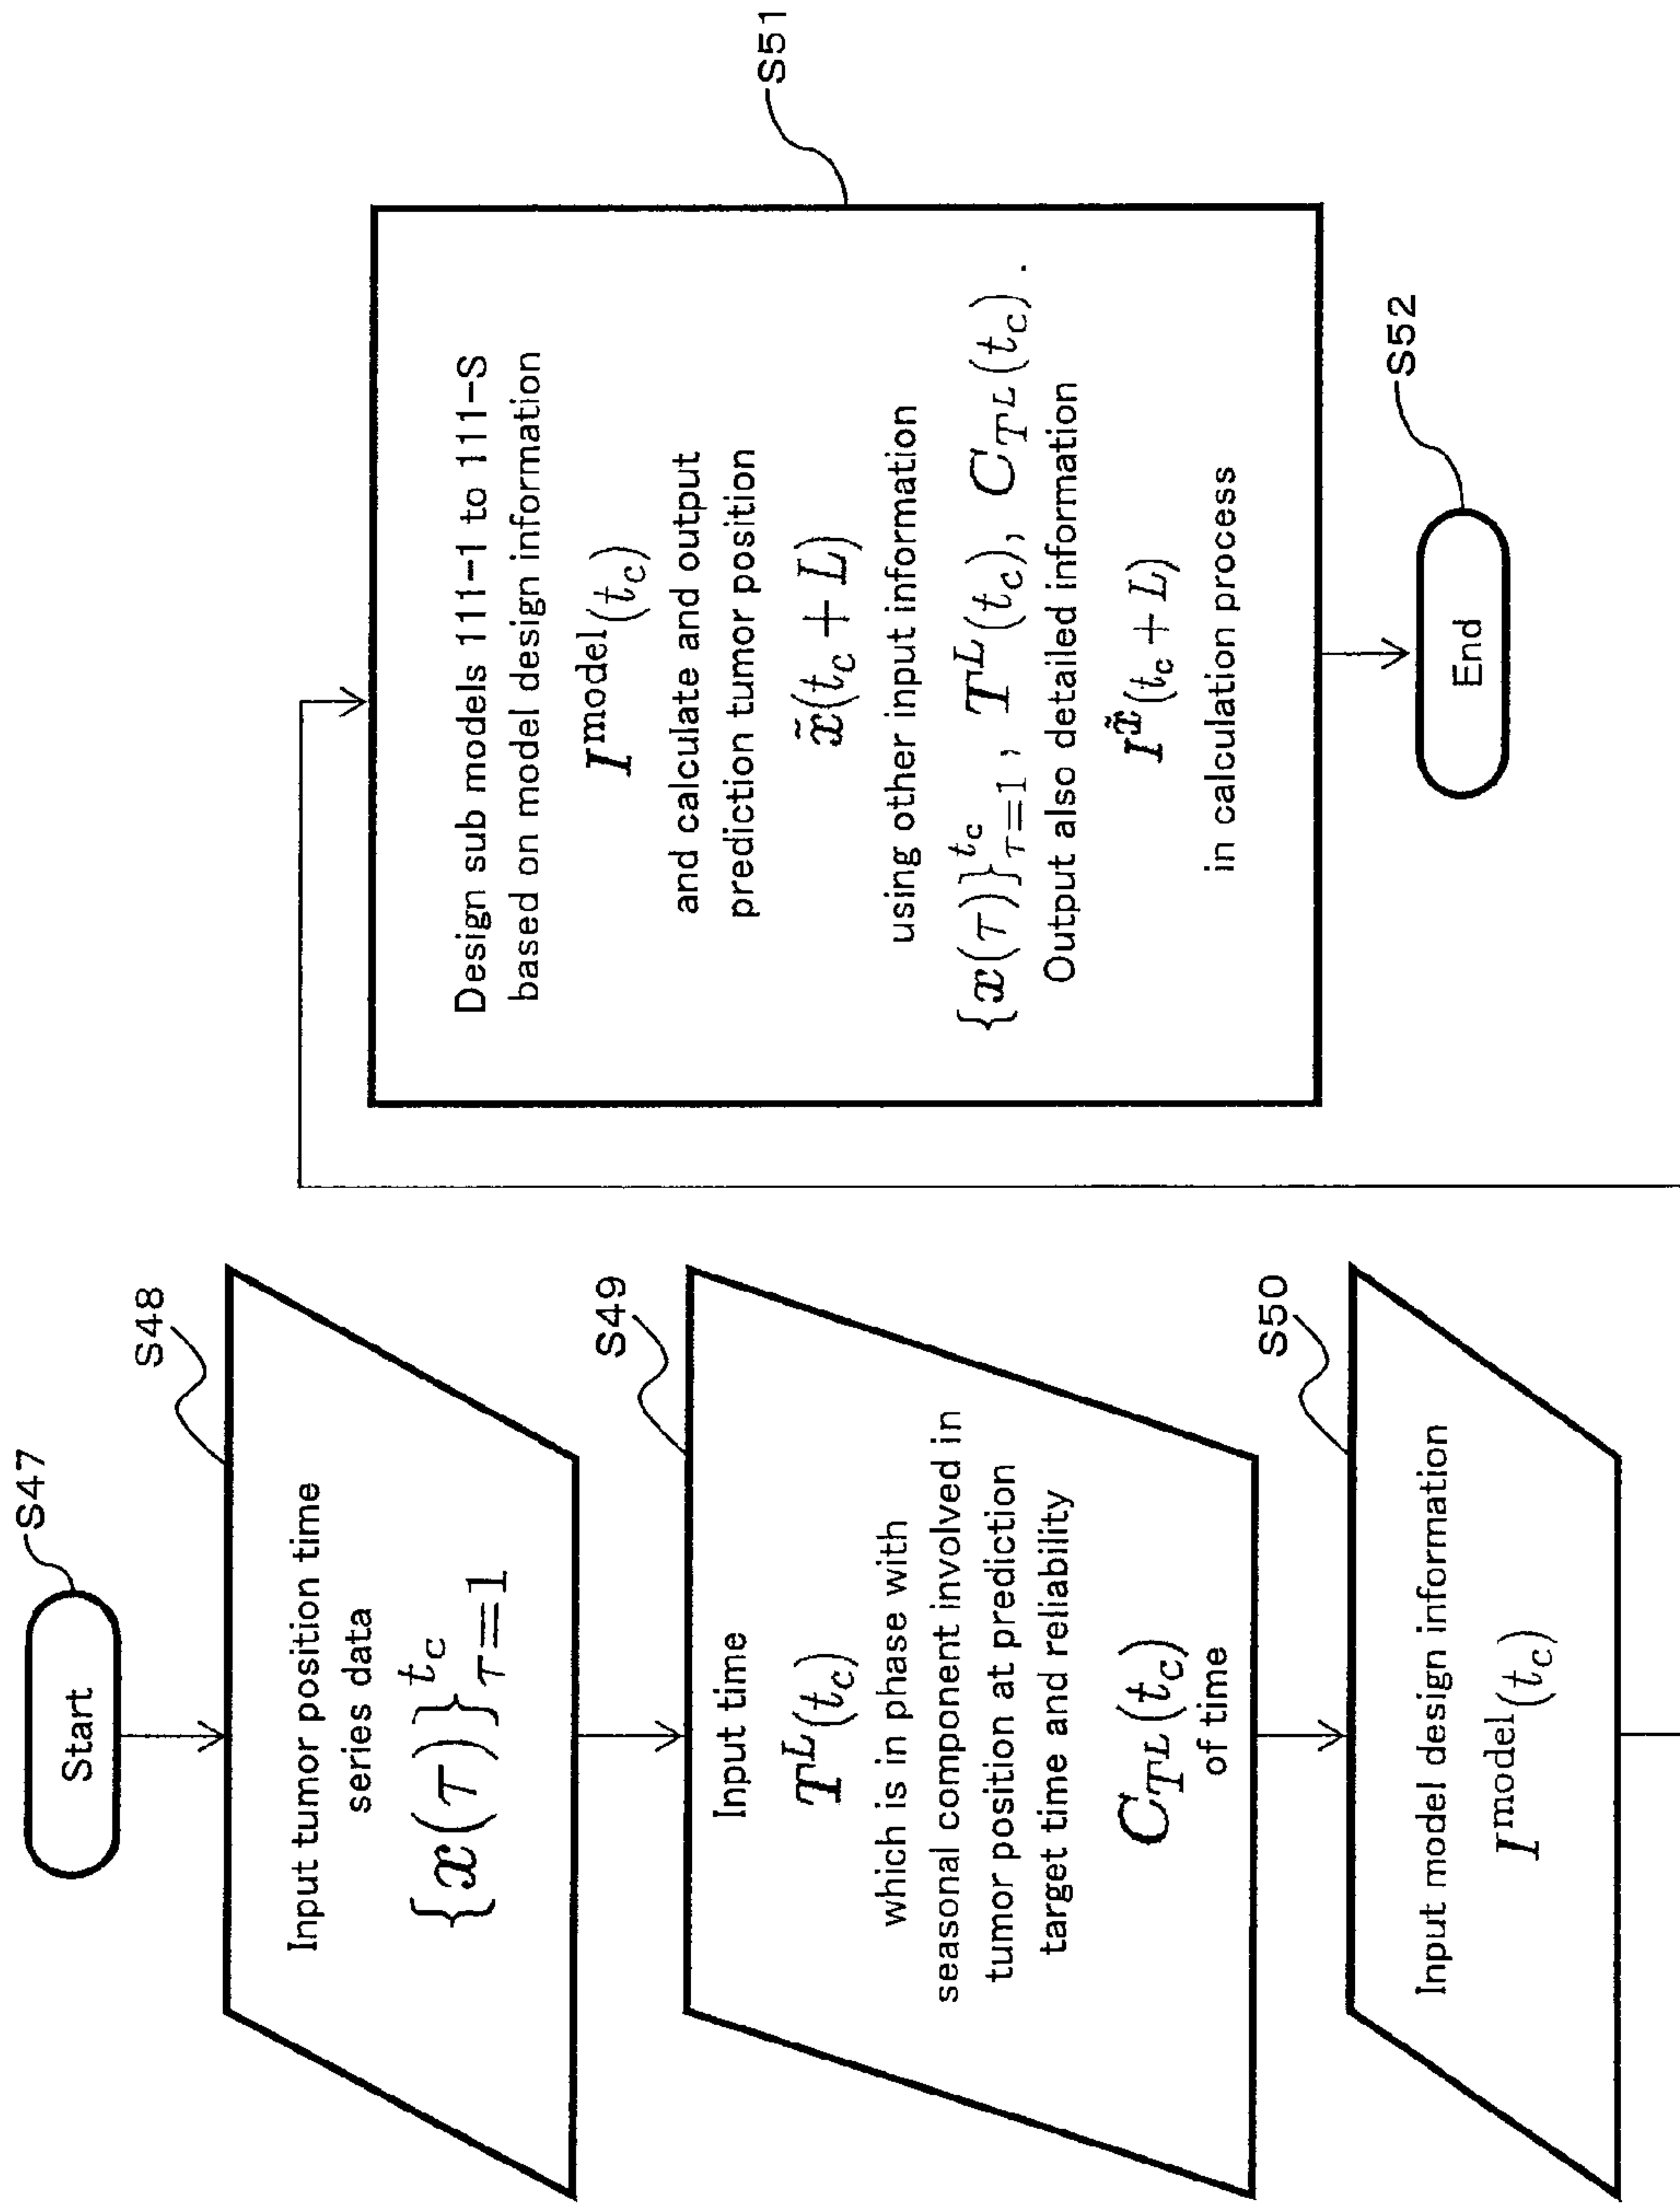 S47
Start
S48
Input tumor position time
series data
{x(τ)}_{τ=1}^{t_c}
S49
Input time
T^L(t_c)
which is in phase with
seasonal component involved in
tumor position at prediction
target time and reliability
C_{T^L}(t_c)
of time
S50
Input model design information
I^{model}(t_c)
S51
Design sub models 111-1 to 111-S
based on model design information
I^{model}(t_c)
and calculate and output
prediction tumor position
x̃(t_c + L)
using other input information
{x(τ)}_{τ=1}^{t_c}, T^L(t_c), C_{T^L}(t_c).
Output also detailed information
I^{x̃}(t_c + L)
in calculation process
S52
End